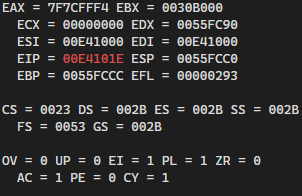 EAX = 7F7CFFF4 EBX = 0030B000
ECX = 00000000 EDX = 0055FC90
ESI = 00E41000 EDI = 00E41000
EIP = 00E4101E ESP = 0055FCC0
EBP = 0055FCCC EFL = 00000293
CS = 0023 DS = 002B ES = 002B SS = 002B
FS = 0053 GS = 002B
OV = 0 UP = 0 EI = 1 PL = 1 ZR = 0
AC = 1 PE = 0 CY = 1